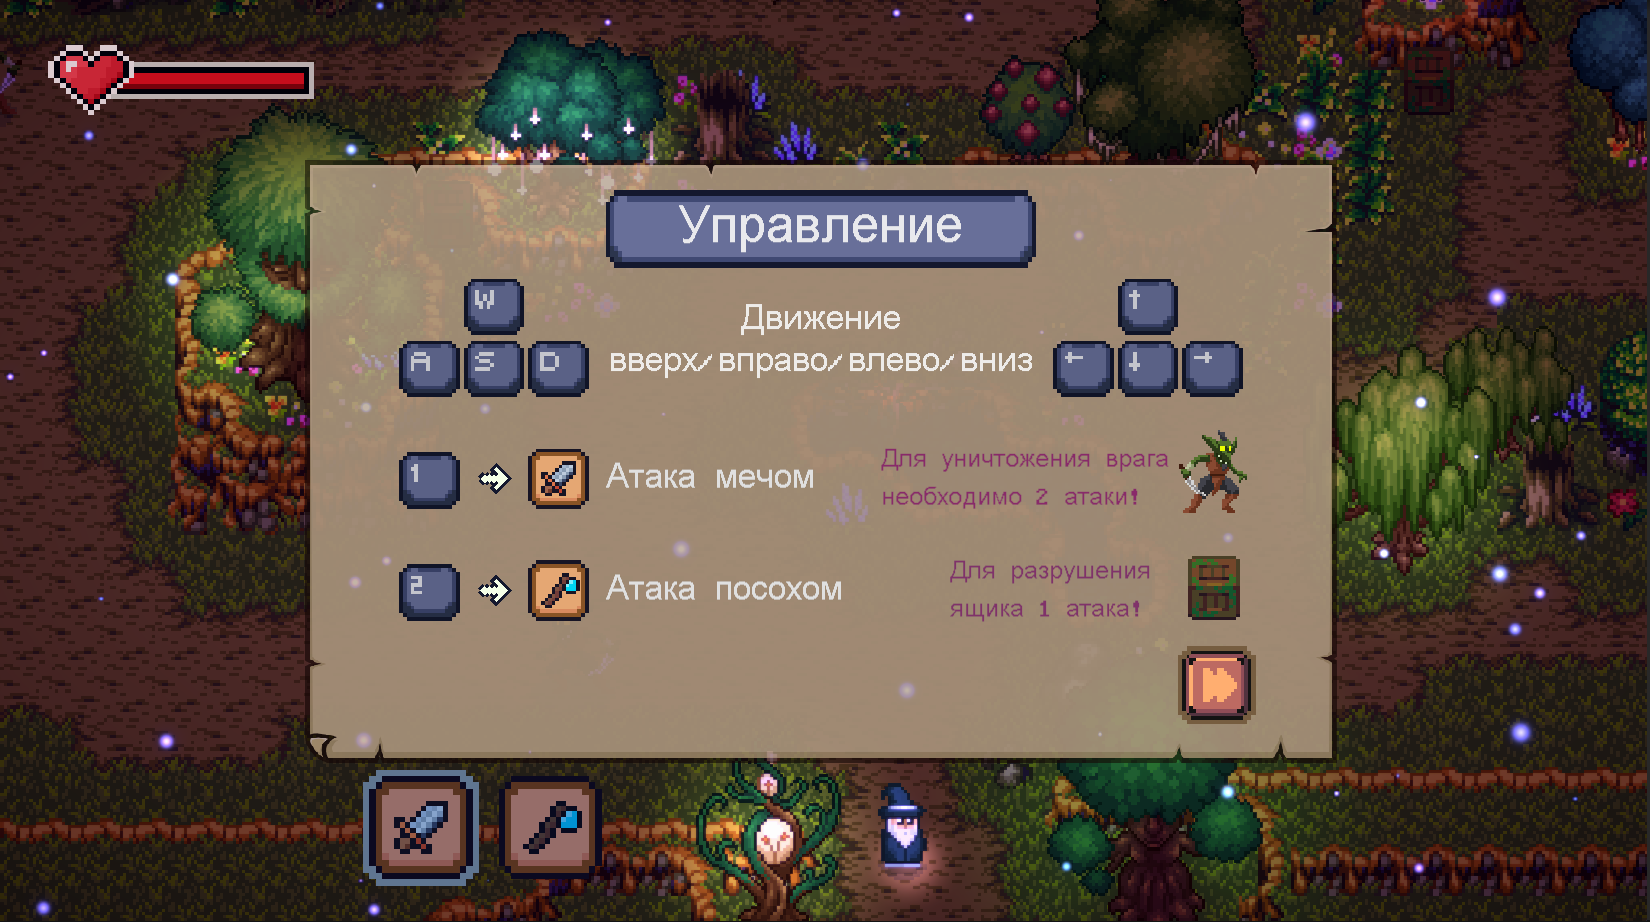 Управление
W
A S D
Движение
вверх/вправо/влево/вниз
↑
← ↓ →
1
Атака мечом
Для уничтожения врага
необходимо 2 атаки!
2
Атака посохом
Для разрушения
ящика 1 атака!